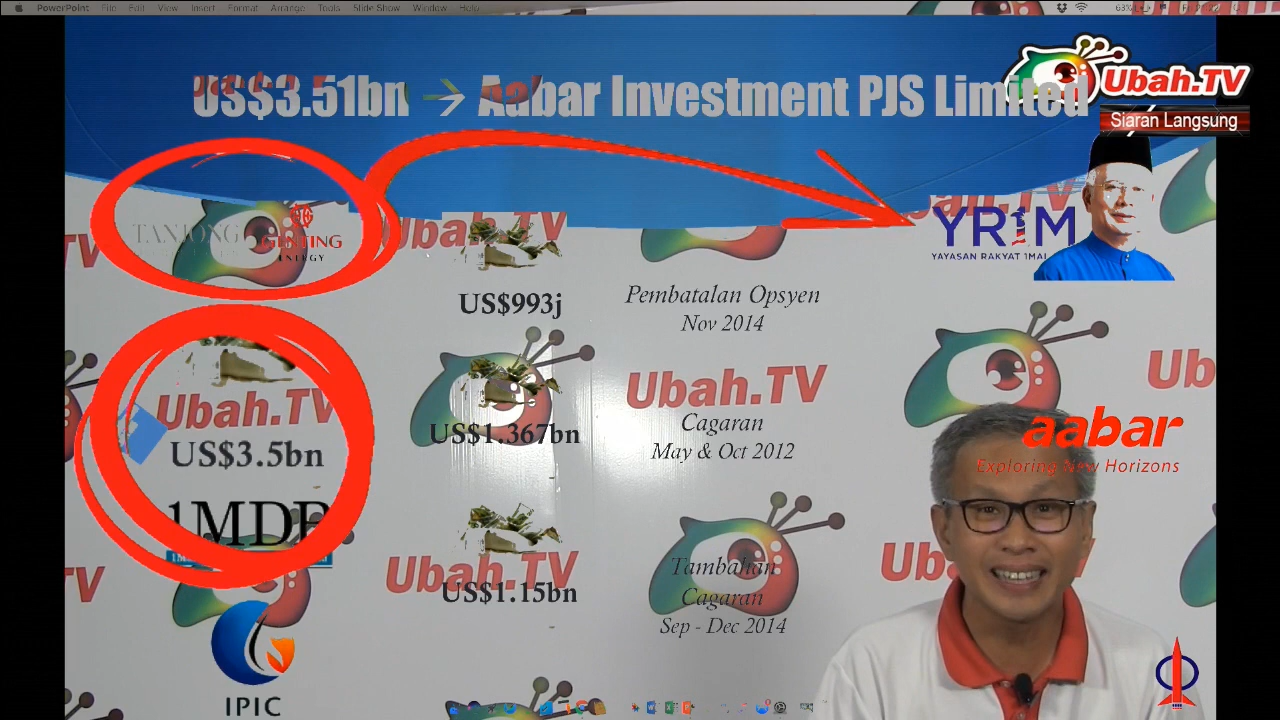 PowerPoint File Edit View Insert Format Arrange Tools Slide Show Window Help
US$3.51bn → Aabar Investment PJS Limited
Ubah.TV
Siaran Langsung
TANJONG
GENTING
ENERGY
Ubah.TV
YR1M
YAYASAN RAKYAT 1MAL
US$993j
Pembatalan Opsyen
Nov 2014
Ubah.TV
Ubah.TV
Ub
US$3.5bn
US$1.367bn
Cagaran
May & Oct 2012
aabar
Exploring New Horizons
1MDB
Ubah.TV
US$1.15bn
Tambahan
Cagaran
Sep - Dec 2014
IPIC